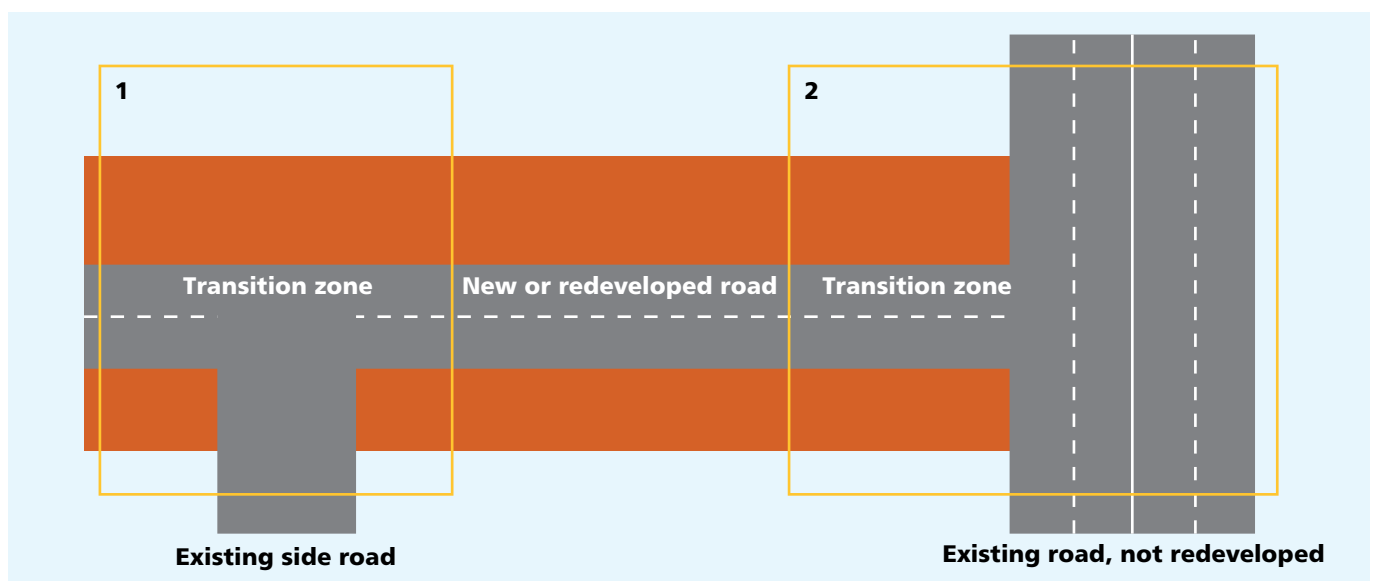 1
2
Transition zone
New or redeveloped road
Transition zone
Existing side road
Existing road, not redeveloped